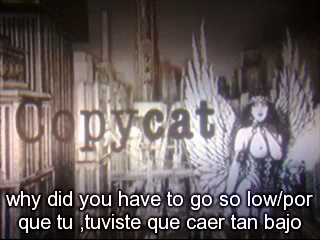 Copycat
why did you have to go so low/por
que tu ,tuviste que caer tan bajo